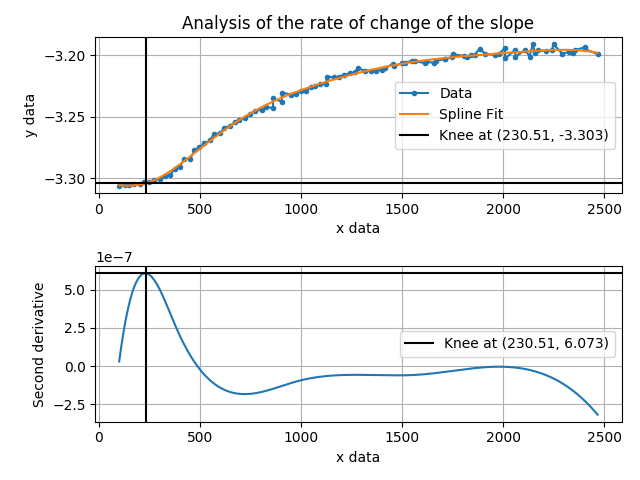 Analysis of the rate of change of the slope
−3.20
−3.25
−3.30
y data
Data
Spline Fit
Knee at (230.51, -3.303)
0 500 1000 1500 2000 2500
x data
1e−7
5.0
2.5
0.0
−2.5
Second derivative
Knee at (230.51, 6.073)
0 500 1000 1500 2000 2500
x data